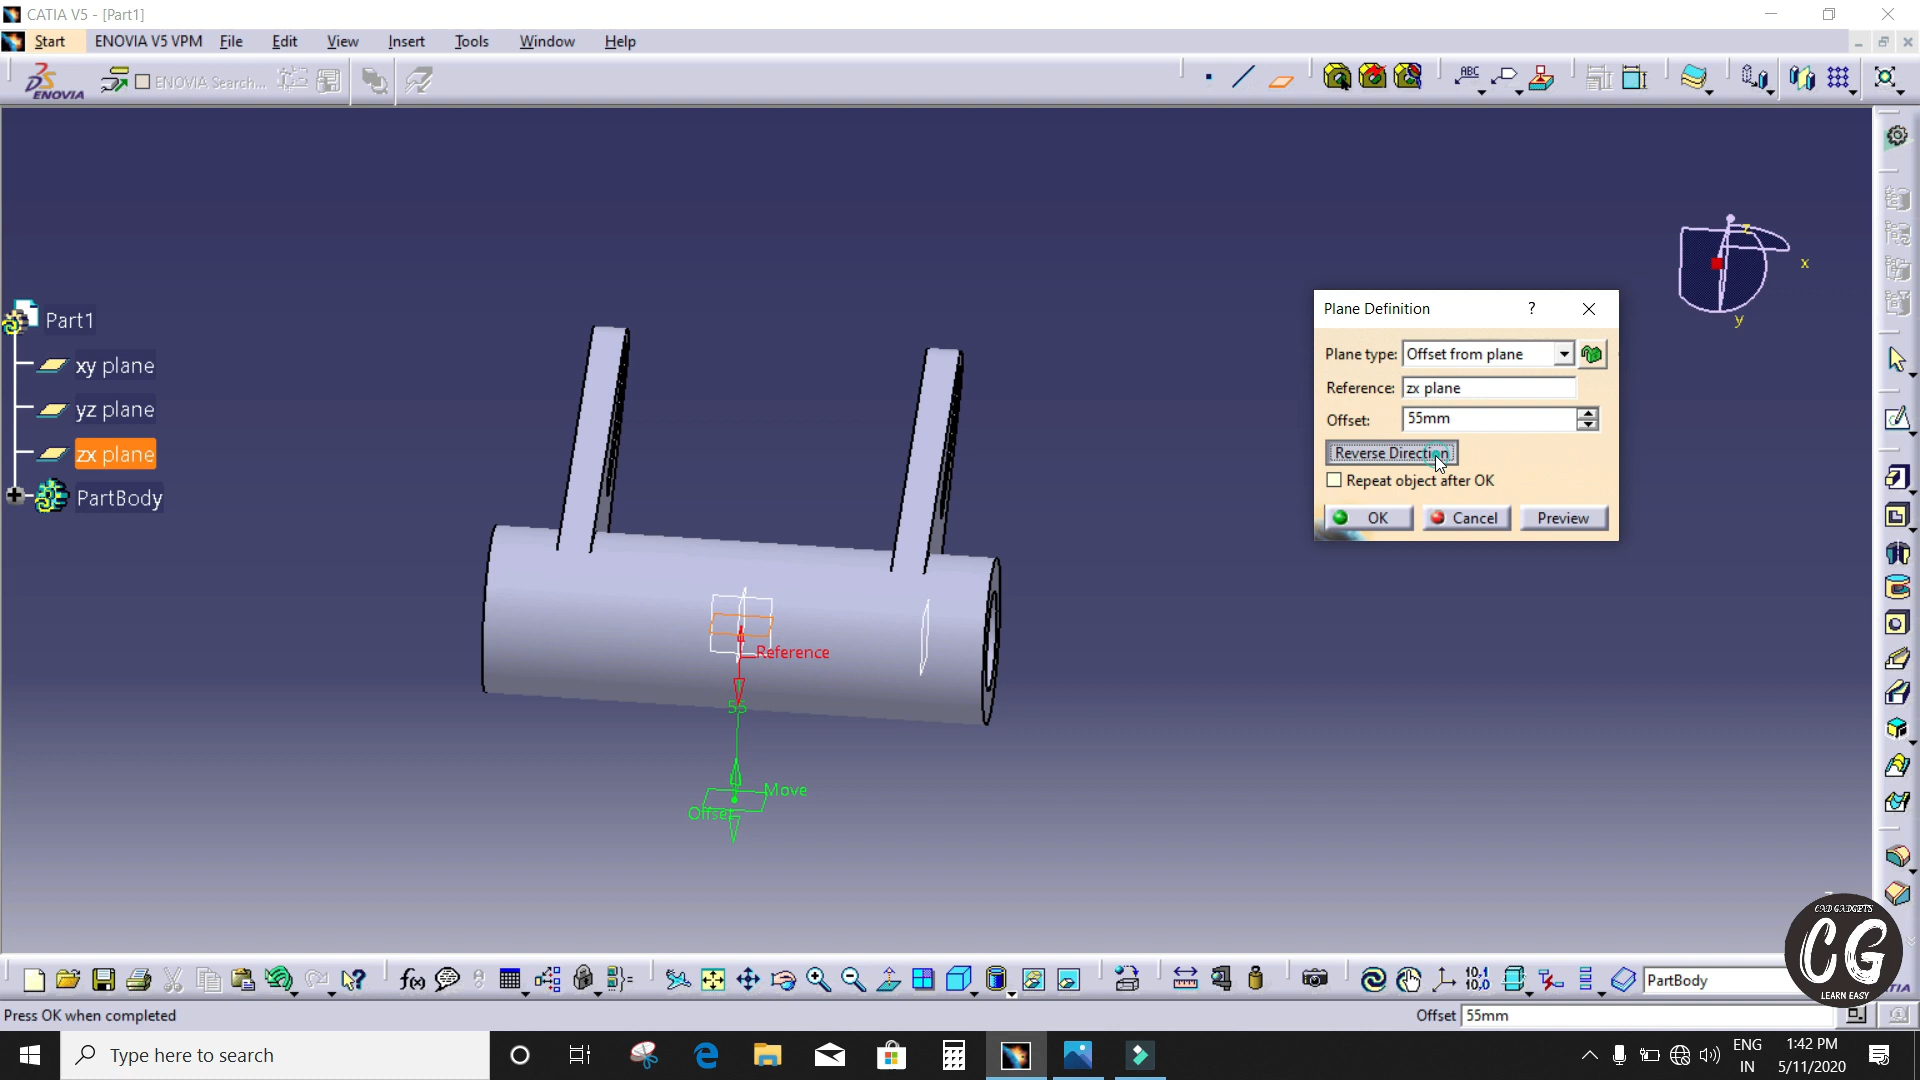 CATIA V5 - [Part1]
Start ENOVIA V5 VPM File Edit View Insert Tools Window Help
ENOVIA
ENOVIA Search...
ABC
z
x
y
Part1
xy plane
yz plane
zx plane
PartBody
Plane Definition ?
Plane type: Offset from plane
Reference: zx plane
Offset: 55mm
Reverse Direction
Repeat object after OK
OK Cancel Preview
Reference
55
Move
Offset
CAD GADGETS
CG
LEARN EASY
f(x)
PartBody
Press OK when completed
Offset 55mm
Type here to search
ENG
IN
1:42 PM
5/11/2020